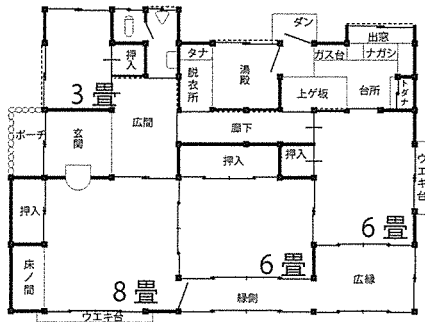 ダン
出窓
押入
タナ
湯殿
ガス台
ナガシ
脱衣所
上ゲ板
台所
トダナ
3畳
ポーチ
玄関
広間
廊下
押入
押入
ウエキ台
押入
6畳
床ノ間
8畳
6畳
広縁
縁側
ウエキ台